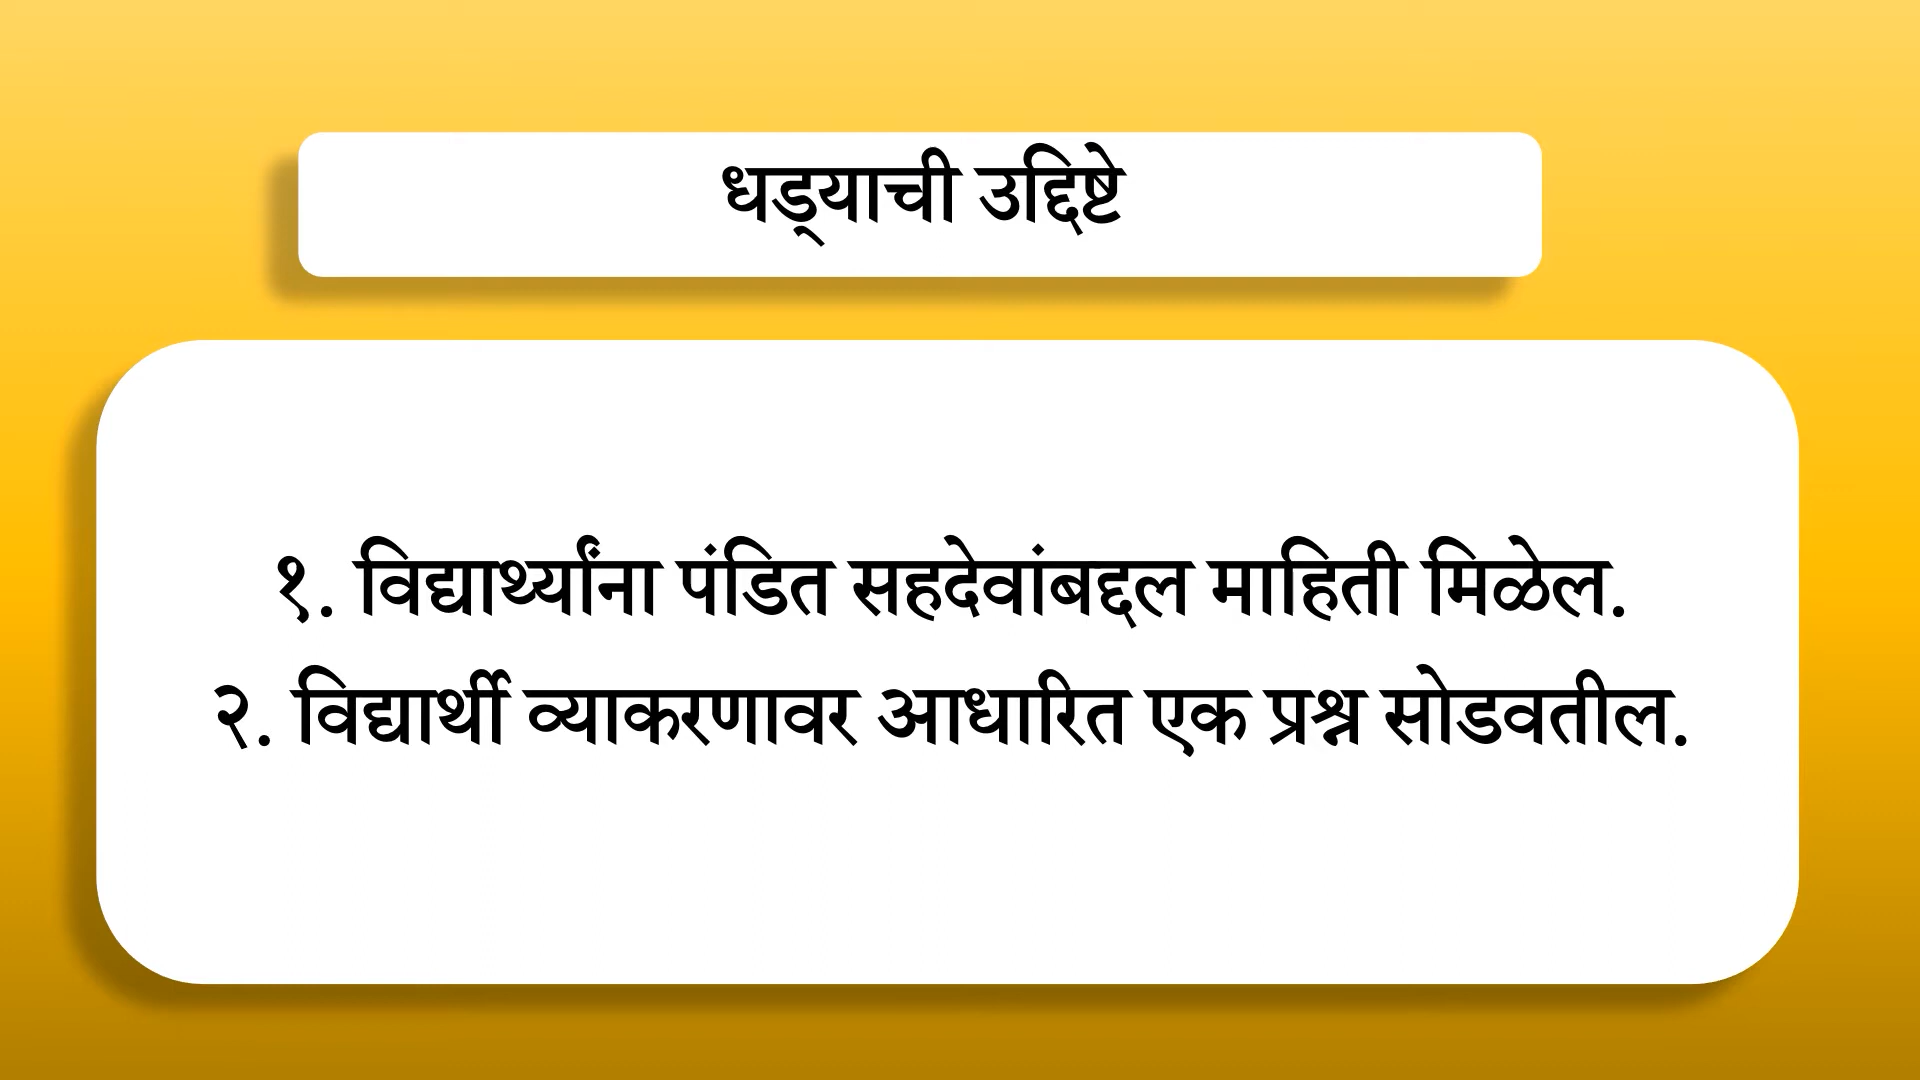 धड्याची उद्दिष्टे
१. विद्यार्थ्यांना पंडित सहदेवांबद्दल माहिती मिळेल.
२. विद्यार्थी व्याकरणावर आधारित एक प्रश्न सोडवतील.